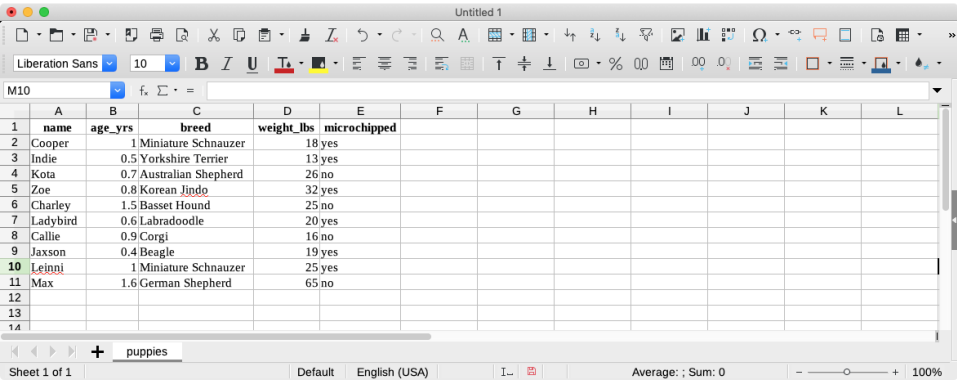 Untitled 1
Liberation Sans 10
M10
A B C D E F G H I J K L
1 name age_yrs breed weight_lbs microchipped
2 Cooper 1 Miniature Schnauzer 18 yes
3 Indie 0.5 Yorkshire Terrier 13 yes
4 Kota 0.7 Australian Shepherd 26 no
5 Zoe 0.8 Korean Jindo 32 yes
6 Charley 1.5 Basset Hound 25 no
7 Ladybird 0.6 Labradoodle 20 yes
8 Callie 0.9 Corgi 16 no
9 Jaxson 0.4 Beagle 19 yes
10 Leinni 1 Miniature Schnauzer 25 yes
11 Max 1.6 German Shepherd 65 no
12
13
14
puppies
Sheet 1 of 1 Default English (USA) Average: ; Sum: 0 100%